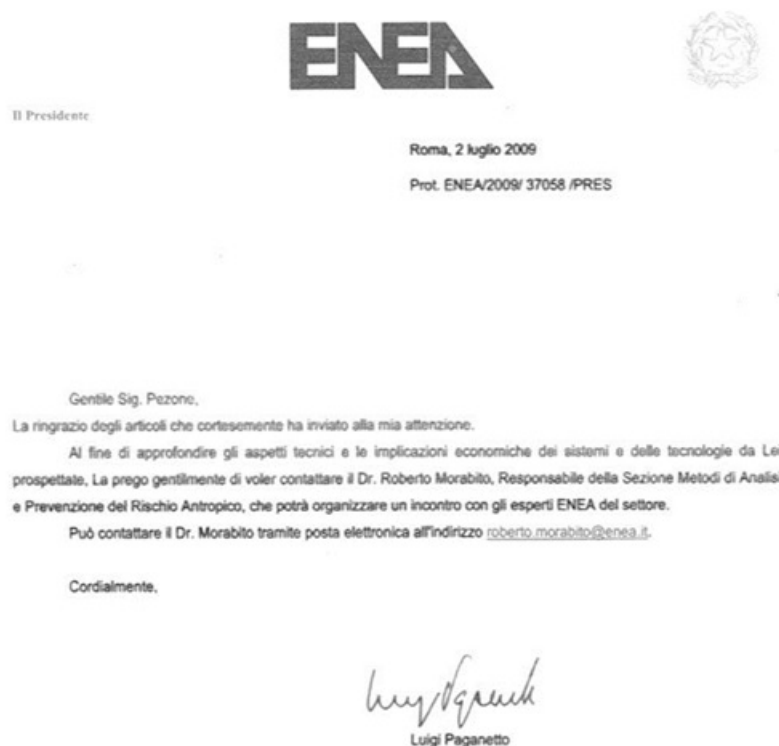 ENEA
Il Presidente
Roma, 2 luglio 2009
Prot. ENEA/2009/ 37058 /PRES
Gentile Sig. Pezone,
La ringrazio degli articoli che cortesemente ha inviato alla mia attenzione.
Al fine di approfondire gli aspetti tecnici e le implicazioni economiche dei sistemi e delle tecnologie da Lei
prospettate, La prego gentilmente di voler contattare il Dr. Roberto Morabito, Responsabile della Sezione Metodi di Analisi
e Prevenzione del Rischio Antropico, che potrà organizzare un incontro con gli esperti ENEA del settore.
Può contattare il Dr. Morabito tramite posta elettronica all'indirizzo roberto.morabito@enea.it.
Cordialmente,
Luigi Paganetto